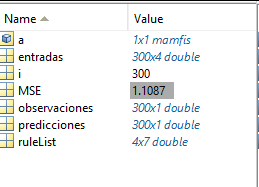 Name Value
a 1x1 mamfis
entradas 300x4 double
i 300
MSE 1.1087
observaciones 300x1 double
predicciones 300x1 double
ruleList 4x7 double